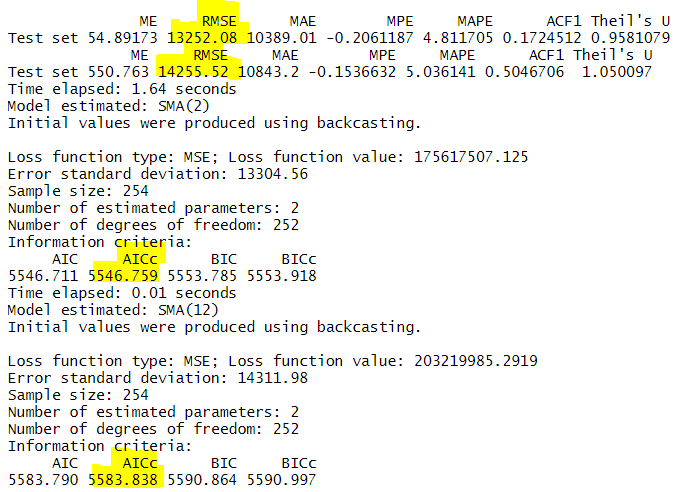 ME RMSE MAE MPE MAPE ACF1 Theil's U
Test set 54.89173 13252.08 10389.01 -0.2061187 4.811705 0.1724512 0.9581079
ME RMSE MAE MPE MAPE ACF1 Theil's U
Test set 550.763 14255.52 10843.2 -0.1536632 5.036141 0.5046706 1.050097
Time elapsed: 1.64 seconds
Model estimated: SMA(2)
Initial values were produced using backcasting.
Loss function type: MSE; Loss function value: 175617507.125
Error standard deviation: 13304.56
Sample size: 254
Number of estimated parameters: 2
Number of degrees of freedom: 252
Information criteria:
AIC AICc BIC BICc
5546.711 5546.759 5553.785 5553.918
Time elapsed: 0.01 seconds
Model estimated: SMA(12)
Initial values were produced using backcasting.
Loss function type: MSE; Loss function value: 203219985.2919
Error standard deviation: 14311.98
Sample size: 254
Number of estimated parameters: 2
Number of degrees of freedom: 252
Information criteria:
AIC AICc BIC BICc
5583.790 5583.838 5590.864 5590.997